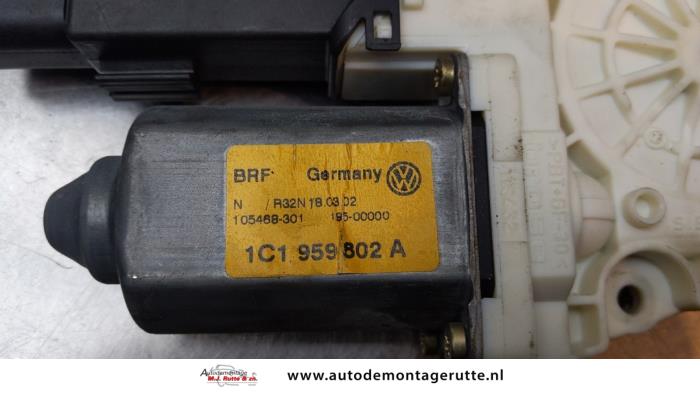 BRF Germany
N / R32N 18.03.02
105468-301 195-00000
1C1 959 802 A
Autodemontage
M.J. Rutte & zn.
www.autodemontagerutte.nl